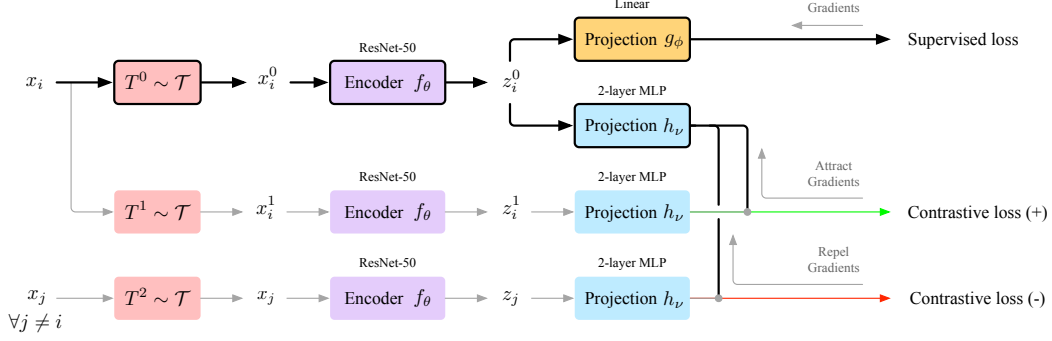 Linear
Gradients
Projection g_ϕ
Supervised loss
ResNet-50
x_i
T^0 ∼ 𝒯
x_i^0
Encoder f_θ
z_i^0
2-layer MLP
Projection h_ν
Attract
Gradients
ResNet-50
2-layer MLP
T^1 ∼ 𝒯
x_i^1
Encoder f_θ
z_i^1
Projection h_ν
Contrastive loss (+)
Repel
Gradients
ResNet-50
2-layer MLP
x_j
T^2 ∼ 𝒯
x_j
Encoder f_θ
z_j
Projection h_ν
Contrastive loss (-)
∀j ≠ i